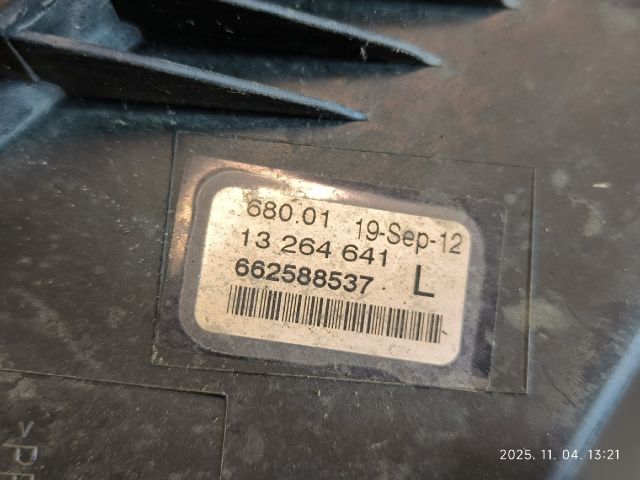 680.01 19-Sep-12
13 264 641
662588537 L
2025. 11. 04. 13:21